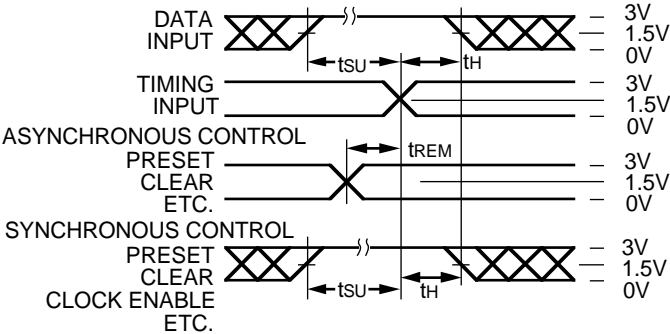 DATA
INPUT
3V
1.5V
0V
tSU
tH
TIMING
INPUT
3V
1.5V
0V
ASYNCHRONOUS CONTROL
PRESET
CLEAR
ETC.
tREM
3V
1.5V
0V
SYNCHRONOUS CONTROL
PRESET
CLEAR
CLOCK ENABLE
ETC.
3V
1.5V
0V
tSU
tH